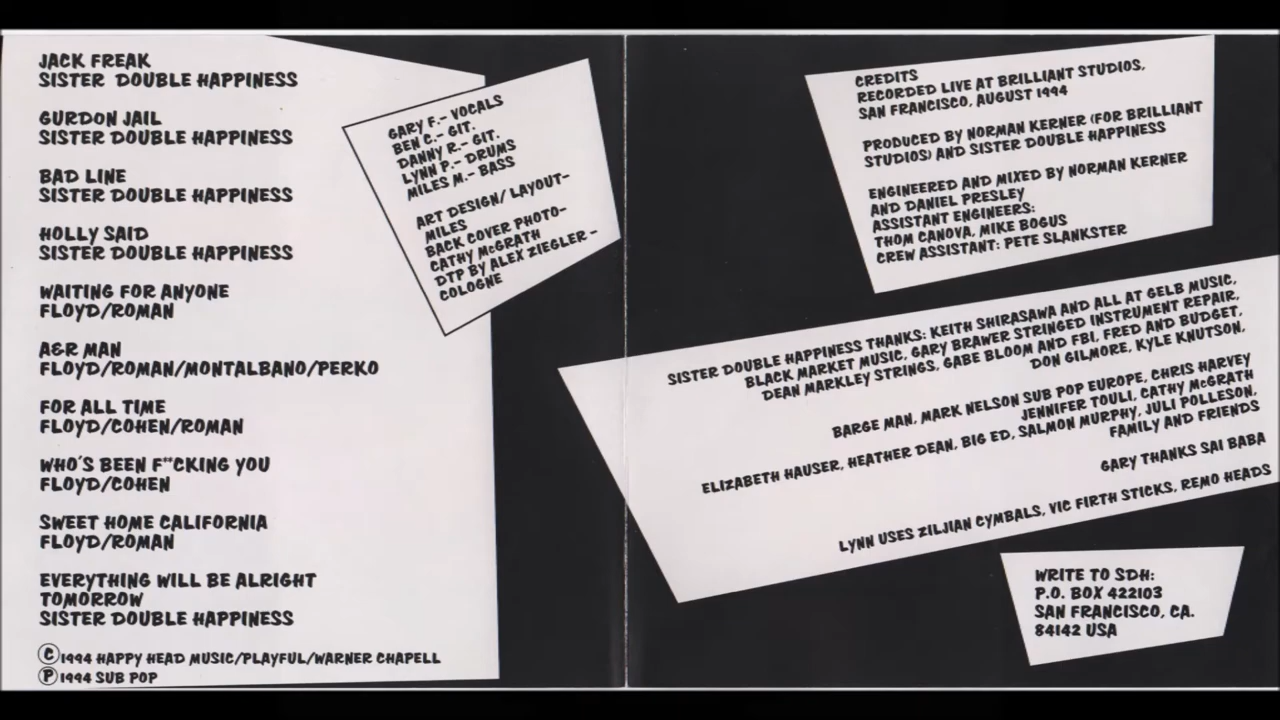 JACK FREAK
SISTER DOUBLE HAPPINESS
GURDON JAIL
SISTER DOUBLE HAPPINESS
BAD LINE
SISTER DOUBLE HAPPINESS
HOLLY SAID
SISTER DOUBLE HAPPINESS
WAITING FOR ANYONE
FLOYD/ROMAN
A&R MAN
FLOYD/ROMAN/MONTALBANO/PERKO
FOR ALL TIME
FLOYD/COHEN/ROMAN
WHO'S BEEN F**CKING YOU
FLOYD/COHEN
SWEET HOME CALIFORNIA
FLOYD/ROMAN
EVERYTHING WILL BE ALRIGHT
TOMORROW
SISTER DOUBLE HAPPINESS
Ⓒ1994 HAPPY HEAD MUSIC/PLAYFUL/WARNER CHAPELL
Ⓟ1994 SUB POP
GARY F.- VOCALS
BEN C.- GIT.
DANNY R.- GIT.
LYNN P.- DRUMS
MILES M.- BASS
ART DESIGN/ LAYOUT-
MILES
BACK COVER PHOTO-
CATHY McGRATH
DTP BY ALEX ZIEGLER -
COLOGNE
CREDITS
RECORDED LIVE AT BRILLIANT STUDIOS,
SAN FRANCISCO, AUGUST 1994
PRODUCED BY NORMAN KERNER (FOR BRILLIANT
STUDIOS) AND SISTER DOUBLE HAPPINESS
ENGINEERED AND MIXED BY NORMAN KERNER
AND DANIEL PRESLEY
ASSISTANT ENGINEERS:
THOM CANOVA, MIKE BOGUS
CREW ASSISTANT: PETE SLANKSTER
SISTER DOUBLE HAPPINESS THANKS: KEITH SHIRASAWA AND ALL AT GELB MUSIC,
BLACK MARKET MUSIC, GARY BRAWER STRINGED INSTRUMENT REPAIR,
DEAN MARKLEY STRINGS, GABE BLOOM AND FBI, FRED AND BUDGET,
DON GILMORE, KYLE KNUTSON,
BARGE MAN, MARK NELSON SUB POP EUROPE, CHRIS HARVEY
JENNIFER TOULI, CATHY McGRATH
ELIZABETH HAUSER, HEATHER DEAN, BIG ED, SALMON MURPHY, JULI POLLESON,
FAMILY AND FRIENDS
GARY THANKS SAI BABA
LYNN USES ZILJIAN CYMBALS, VIC FIRTH STICKS, REMO HEADS
WRITE TO SDH:
P.O. BOX 422103
SAN FRANCISCO, CA.
84142 USA